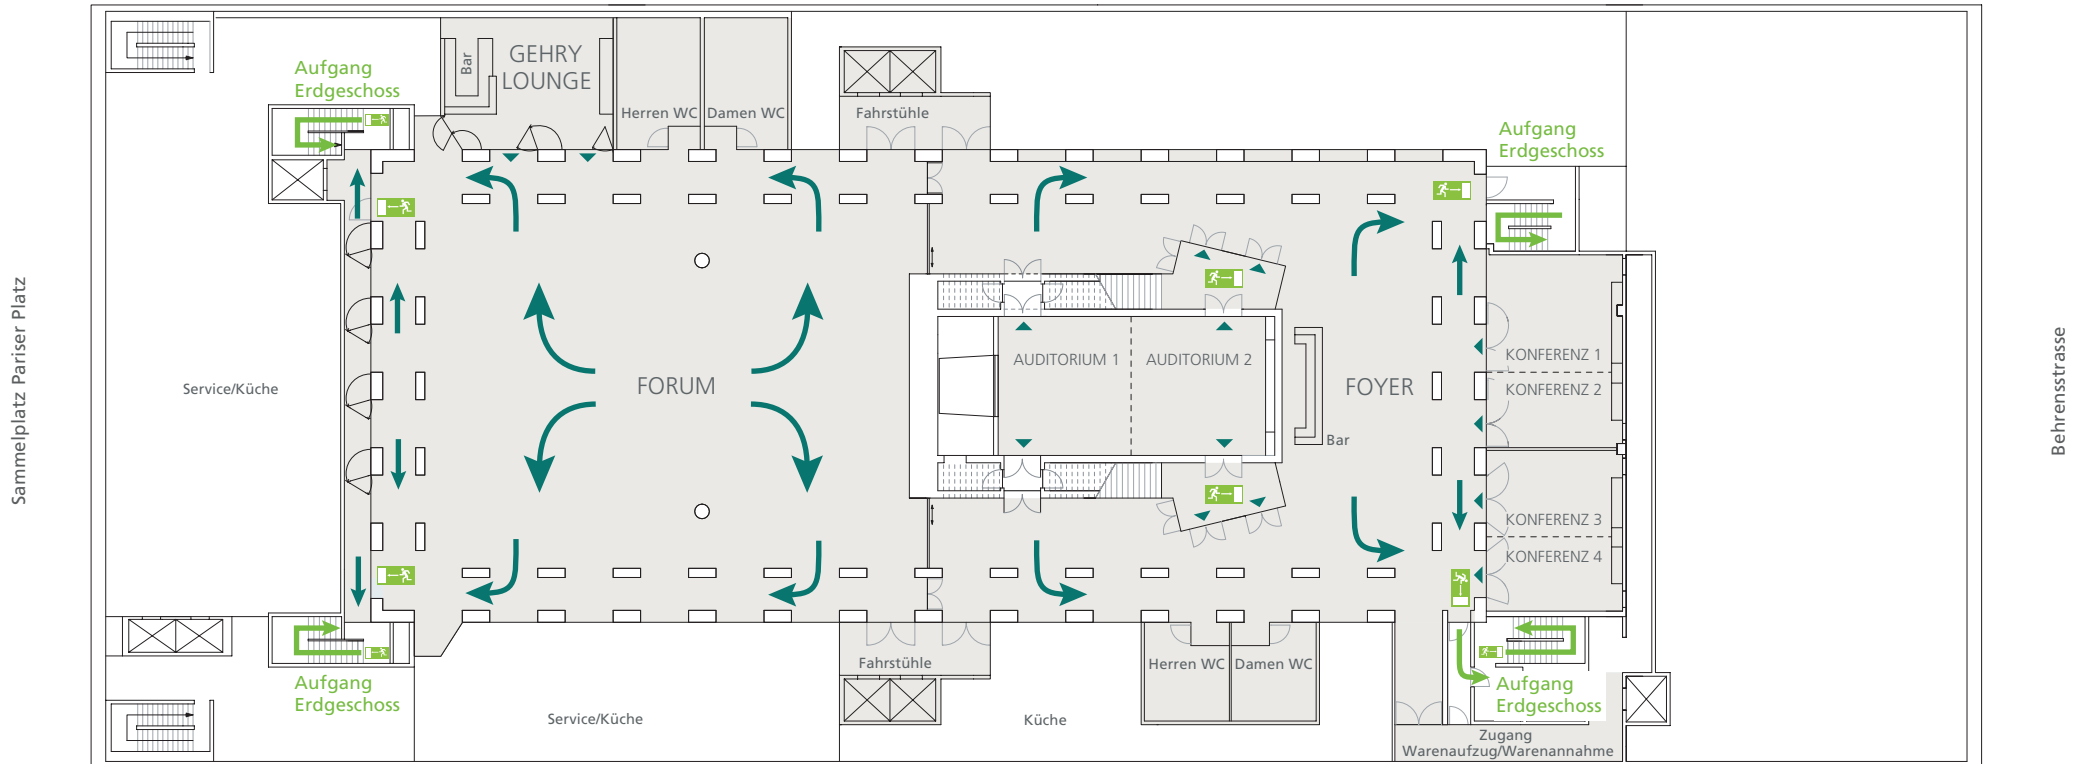 Aufgang
Erdgeschoss
Bar
GEHRY
LOUNGE
Herren WC
Damen WC
Fahrstühle
Aufgang
Erdgeschoss
Sammelplatz Pariser Platz
Service/Küche
FORUM
AUDITORIUM 1
AUDITORIUM 2
FOYER
Bar
KONFERENZ 1
KONFERENZ 2
KONFERENZ 3
KONFERENZ 4
Behrensstrasse
Aufgang
Erdgeschoss
Service/Küche
Fahrstühle
Küche
Herren WC
Damen WC
Aufgang
Erdgeschoss
Zugang
Warenaufzug/Warenannahme